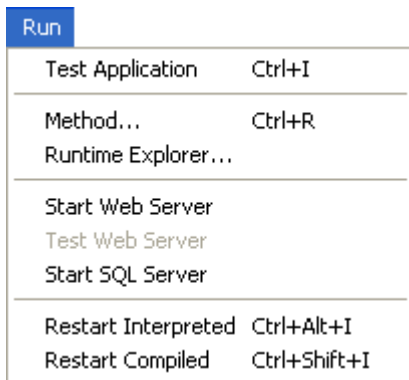 Run
Test Application Ctrl+I
Method... Ctrl+R
Runtime Explorer...
Start Web Server
Test Web Server
Start SQL Server
Restart Interpreted Ctrl+Alt+I
Restart Compiled Ctrl+Shift+I